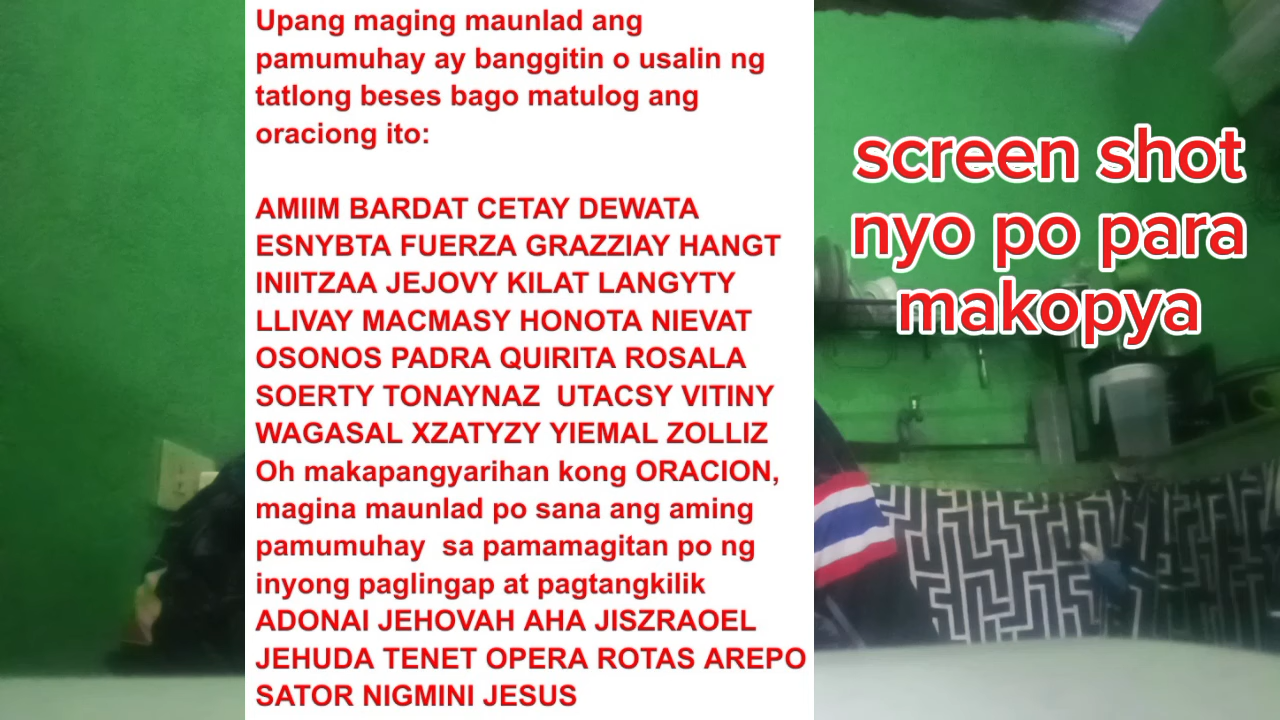 Upang maging maunlad ang
pamumuhay ay banggitin o usalin ng
tatlong beses bago matulog ang
oraciong ito:
AMIIM BARDAT CETAY DEWATA
ESNYBTA FUERZA GRAZZIAY HANGT
INIITZAA JEJOVY KILAT LANGYTY
LLIVAY MACMASY HONOTA NIEVAT
OSONOS PADRA QUIRITA ROSALA
SOERTY TONAYNAZ UTACSY VITINY
WAGASAL XZATYZY YIEMAL ZOLLIZ
Oh makapangyarihan kong ORACION,
magina maunlad po sana ang aming
pamumuhay sa pamamagitan po ng
inyong paglingap at pagtangkilik
ADONAI JEHOVAH AHA JISZRAOEL
JEHUDA TENET OPERA ROTAS AREPO
SATOR NIGMINI JESUS
screen shot
nyo po para
makopya